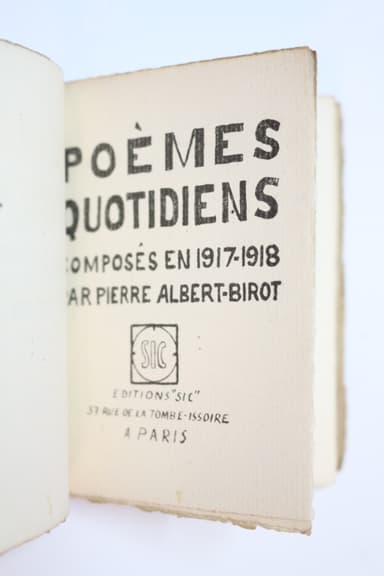 POÈMES
QUOTIDIENS
COMPOSÉS EN 1917-1918
PAR PIERRE ALBERT-BIROT
SIC
EDITIONS "SIC"
37 RUE DE LA TOMBE-ISSOIRE
A PARIS